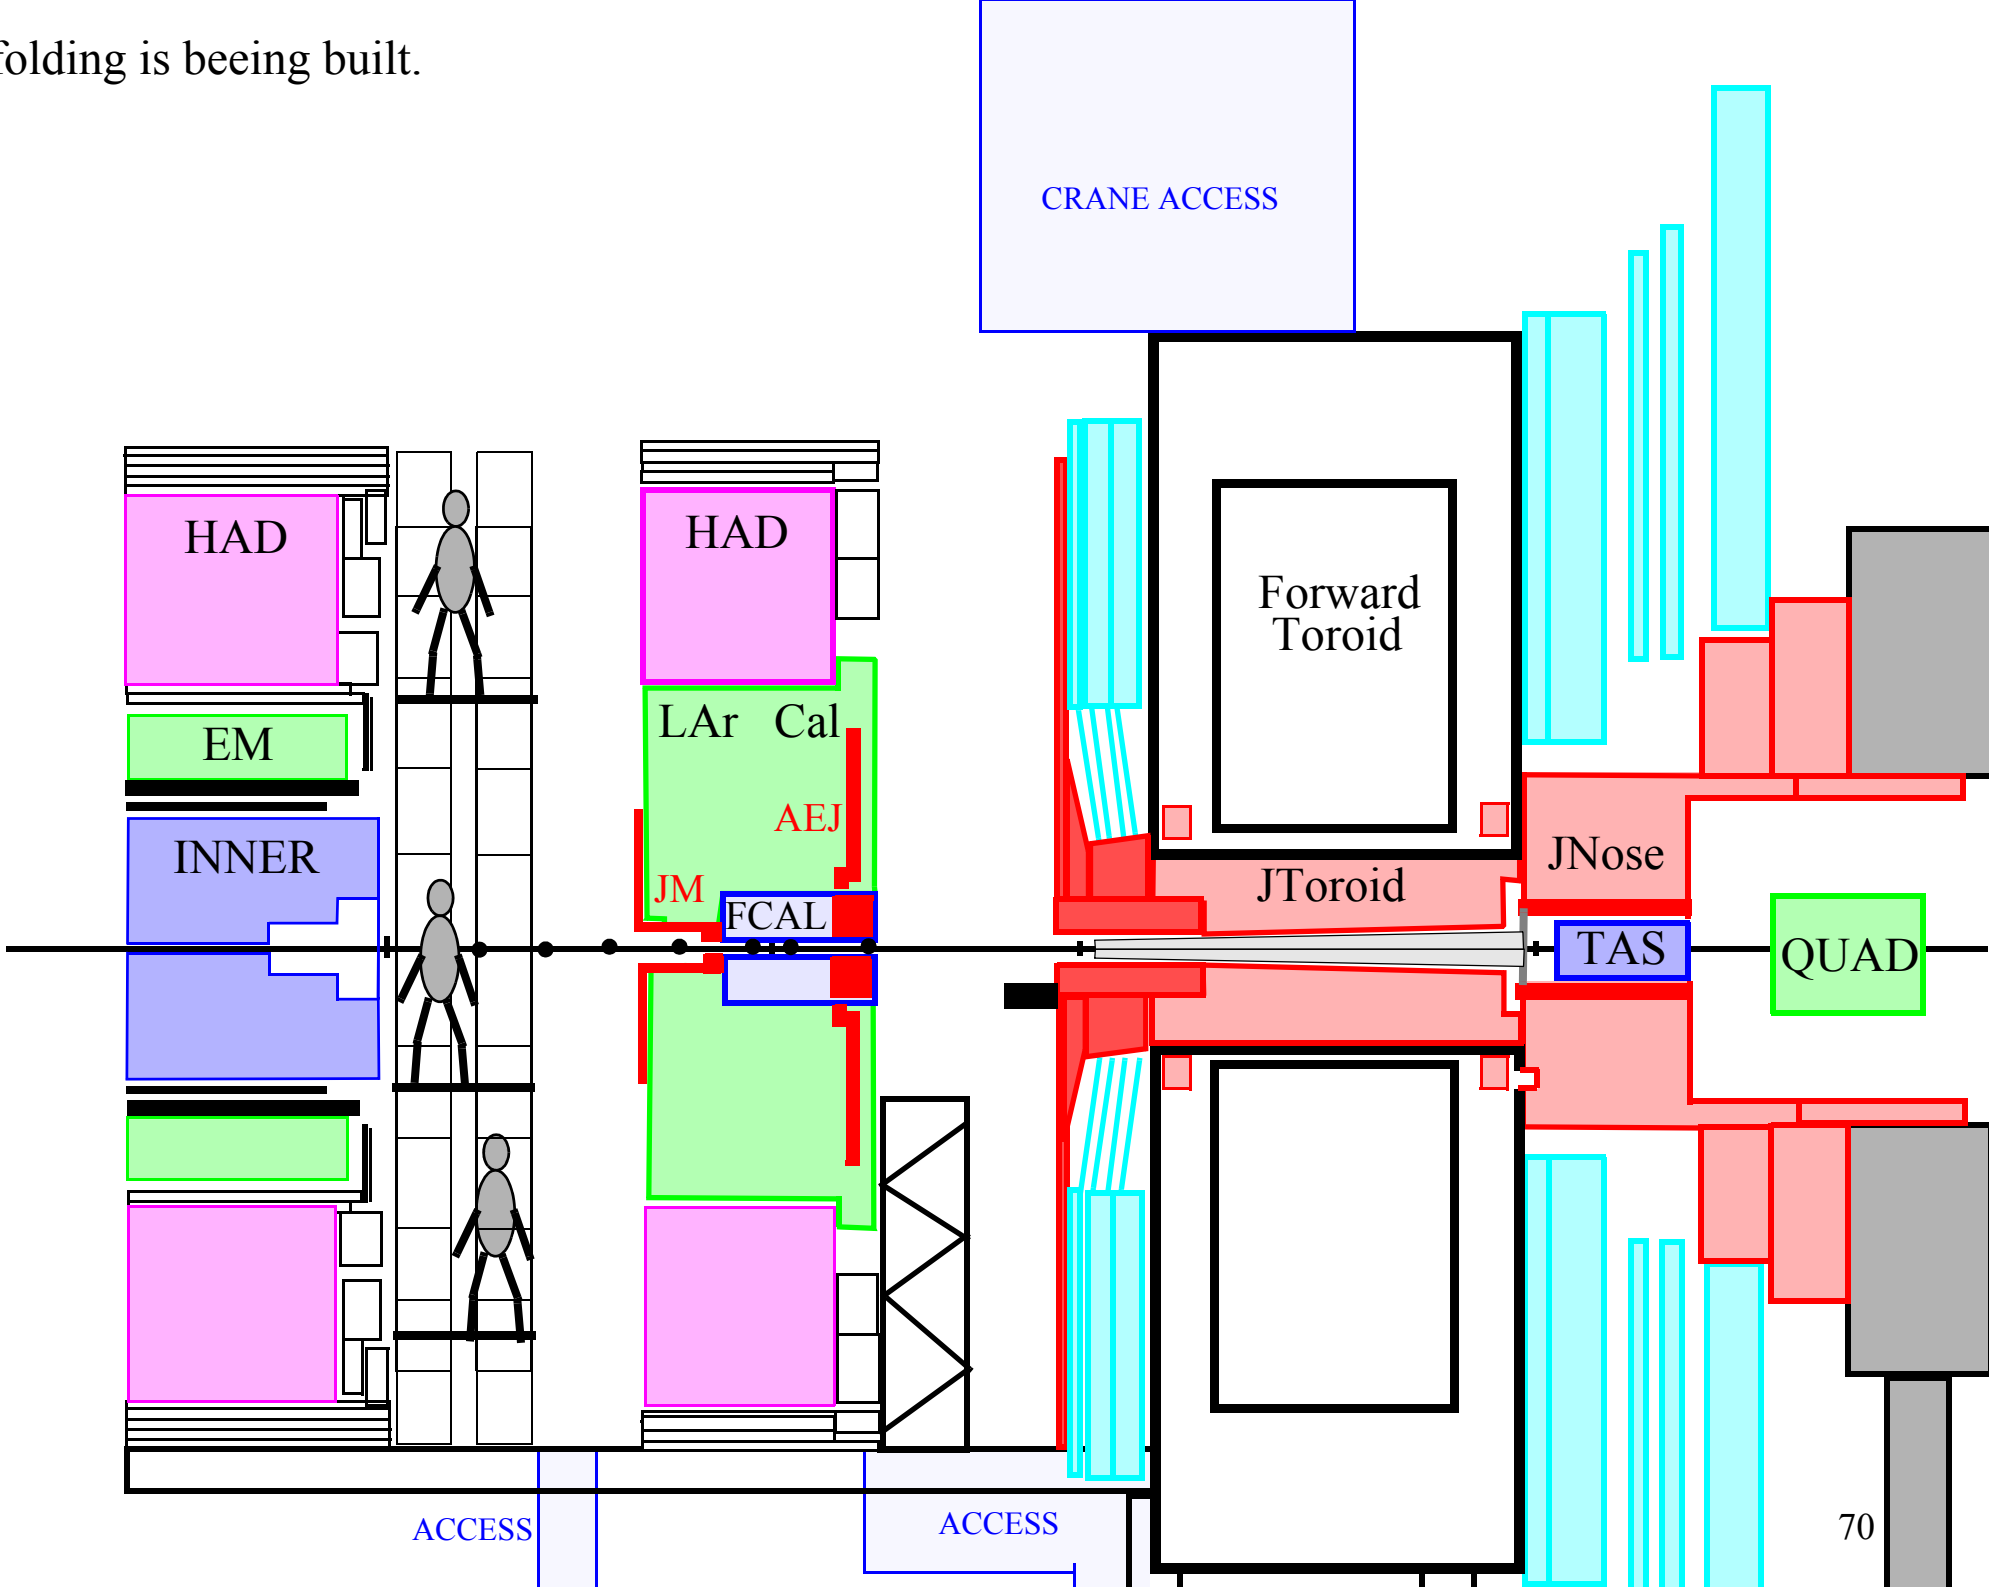 folding is beeing built.
CRANE ACCESS
HAD
HAD
Forward
Toroid
LAr Cal
EM
AEJ
INNER
JNose
JM
JToroid
FCAL
TAS
QUAD
ACCESS
ACCESS
70